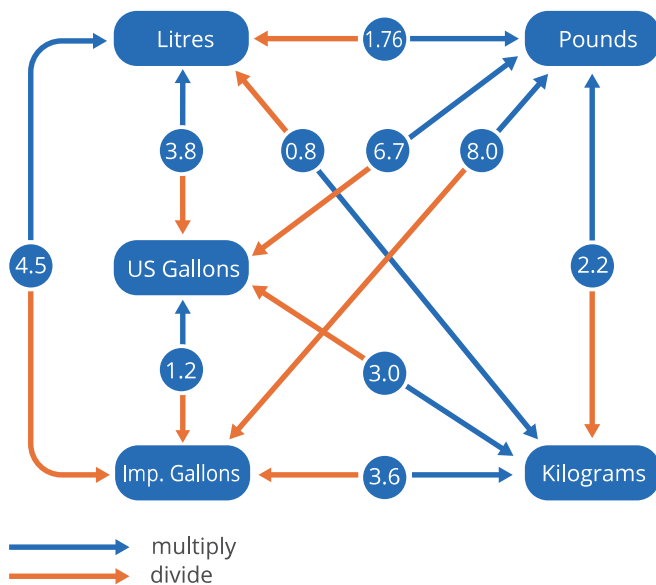 Litres
1.76
Pounds
3.8
0.8
6.7
8.0
4.5
US Gallons
2.2
1.2
3.0
Imp. Gallons
3.6
Kilograms
multiply
divide